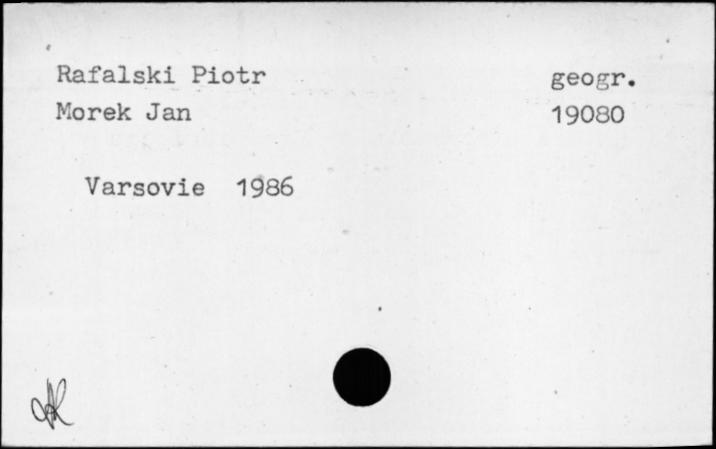 Rafalski Piotr geogr.
Morek Jan 19080
Varsovie 1986